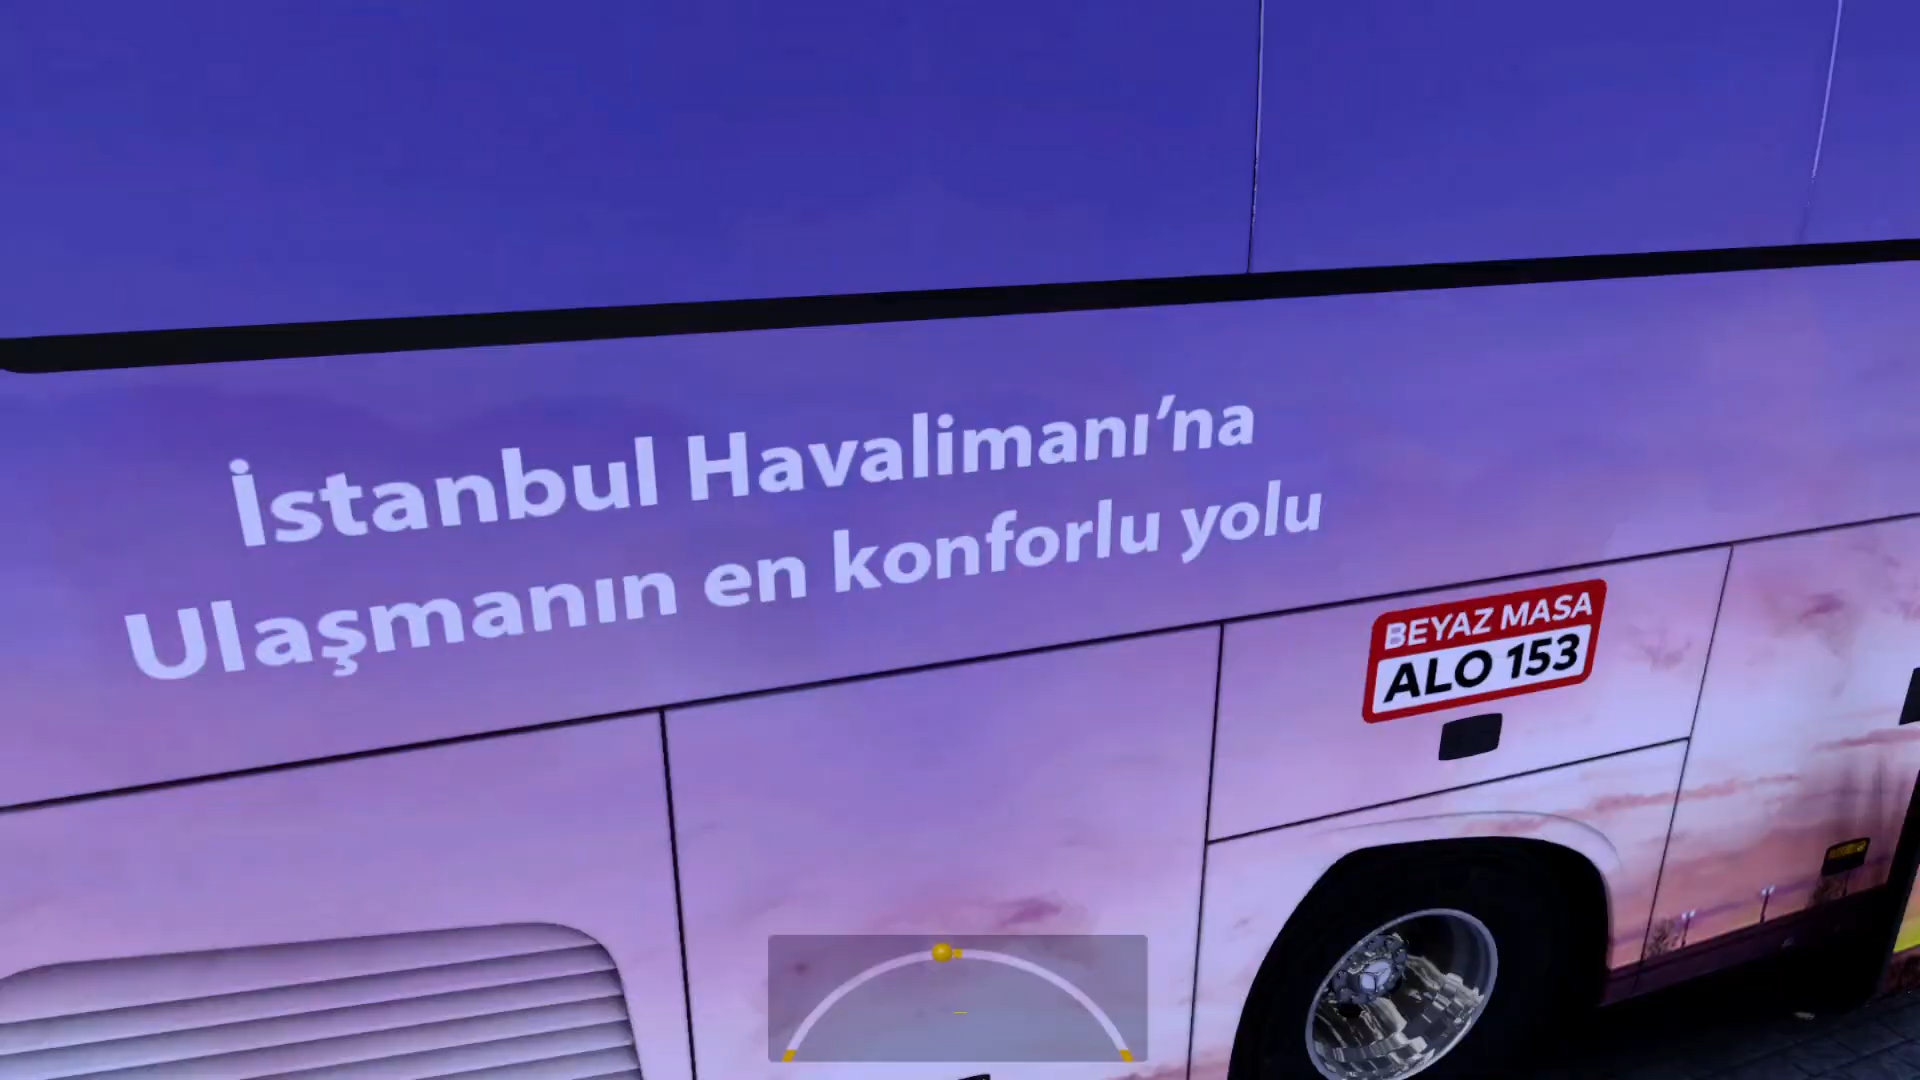 İstanbul Havalimanı'na
Ulaşmanın en konforlu yolu
BEYAZ MASA
ALO 153